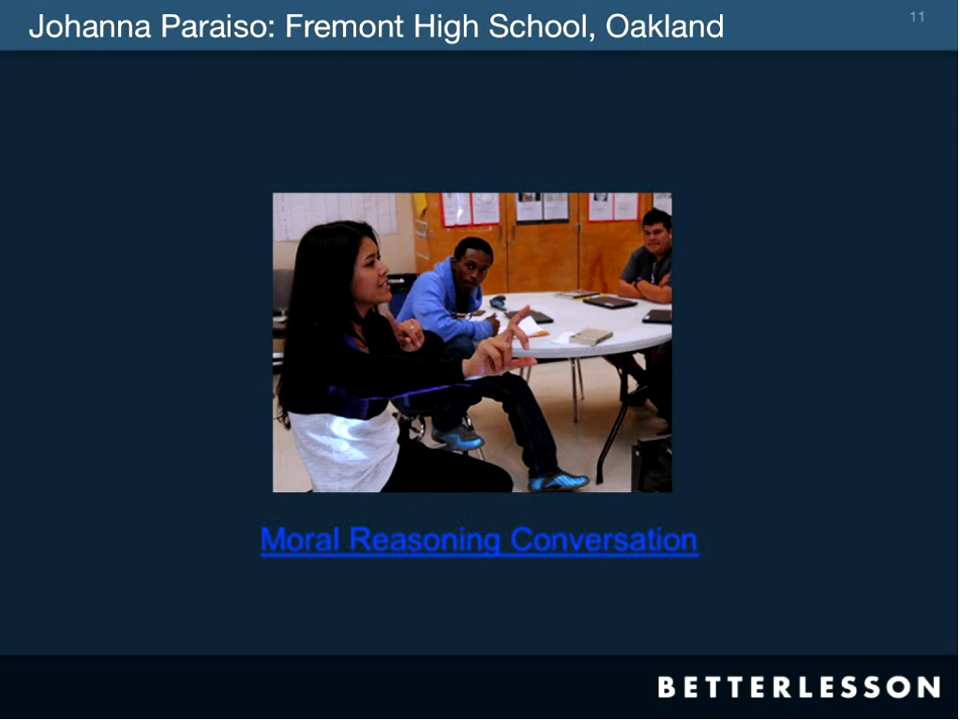 Johanna Paraiso: Fremont High School, Oakland
11
Moral Reasoning Conversation
BETTERLESSON